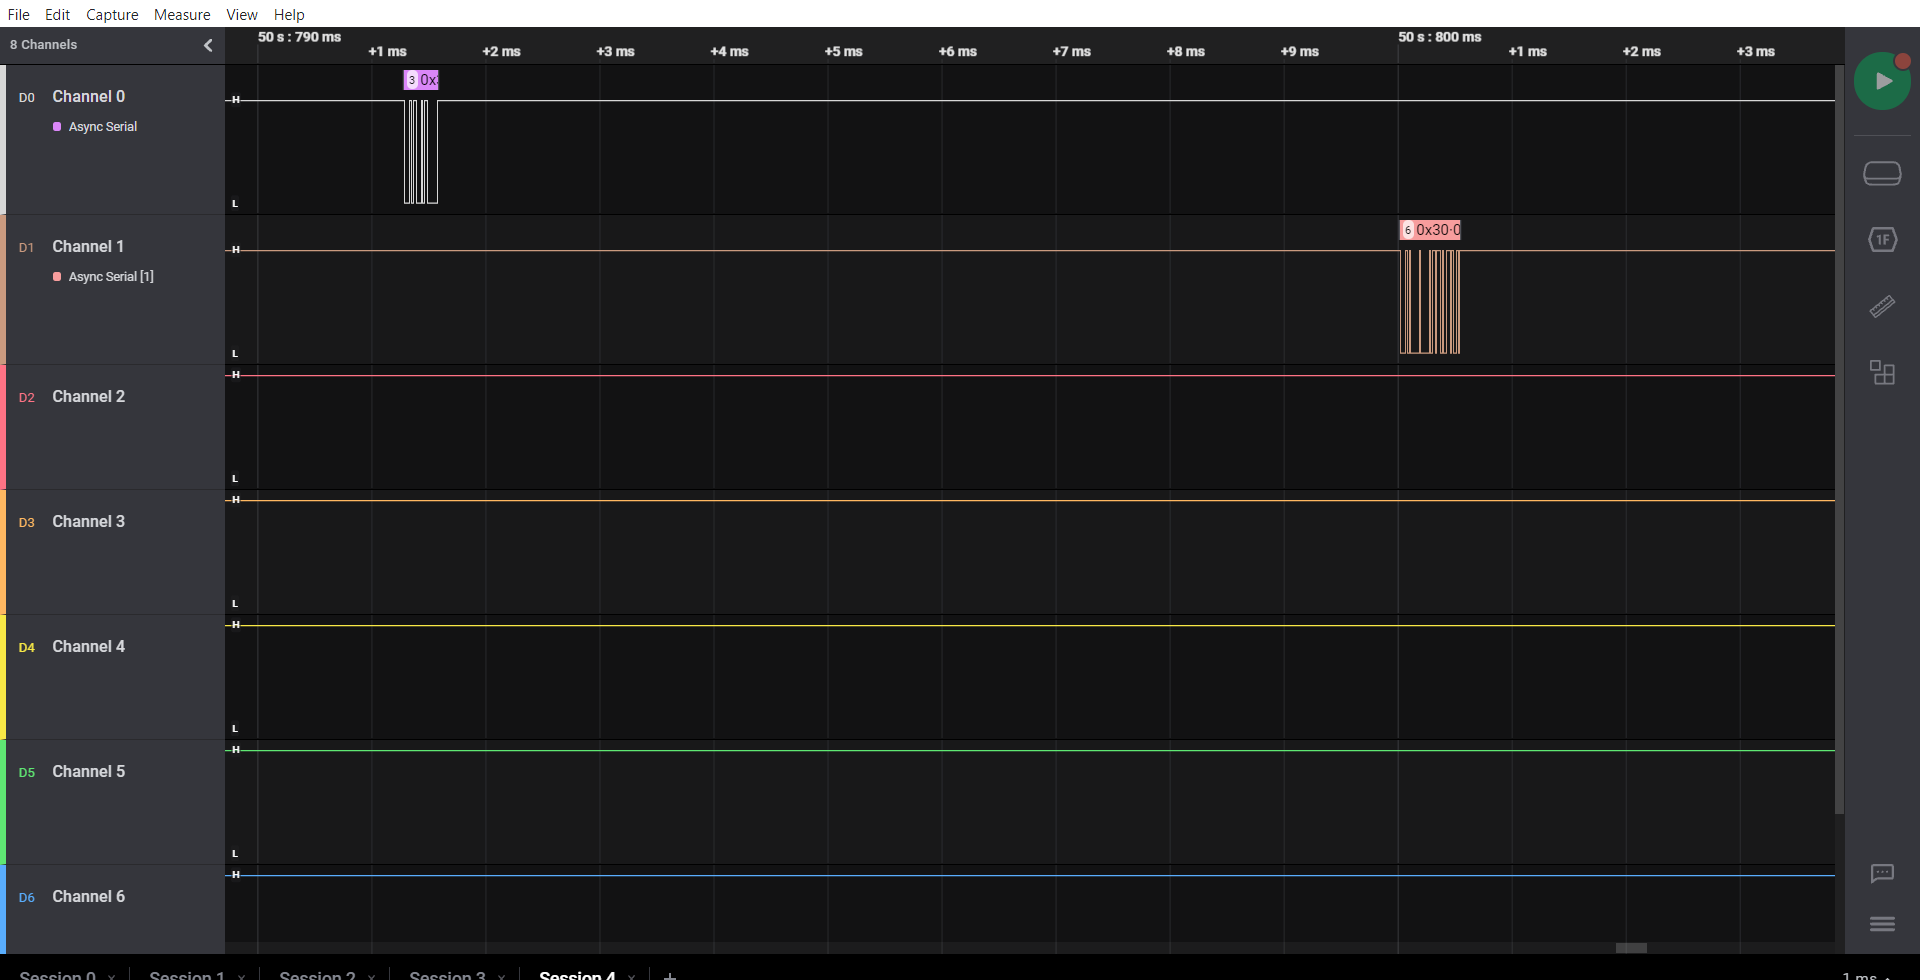 File Edit Capture Measure View Help
8 Channels
50 s : 790 ms
50 s : 800 ms
+1 ms +2 ms +3 ms +4 ms +5 ms +6 ms +7 ms +8 ms +9 ms +1 ms +2 ms +3 ms
3 0x
D0 Channel 0
H
Async Serial
L
6 0x30·0
D1 Channel 1
H
Async Serial [1]
L
H
D2 Channel 2
L
H
D3 Channel 3
L
H
D4 Channel 4
L
H
D5 Channel 5
L
H
D6 Channel 6
1F
Session 0 Session 1 Session 2 Session 3 Session 4 +
1 ms